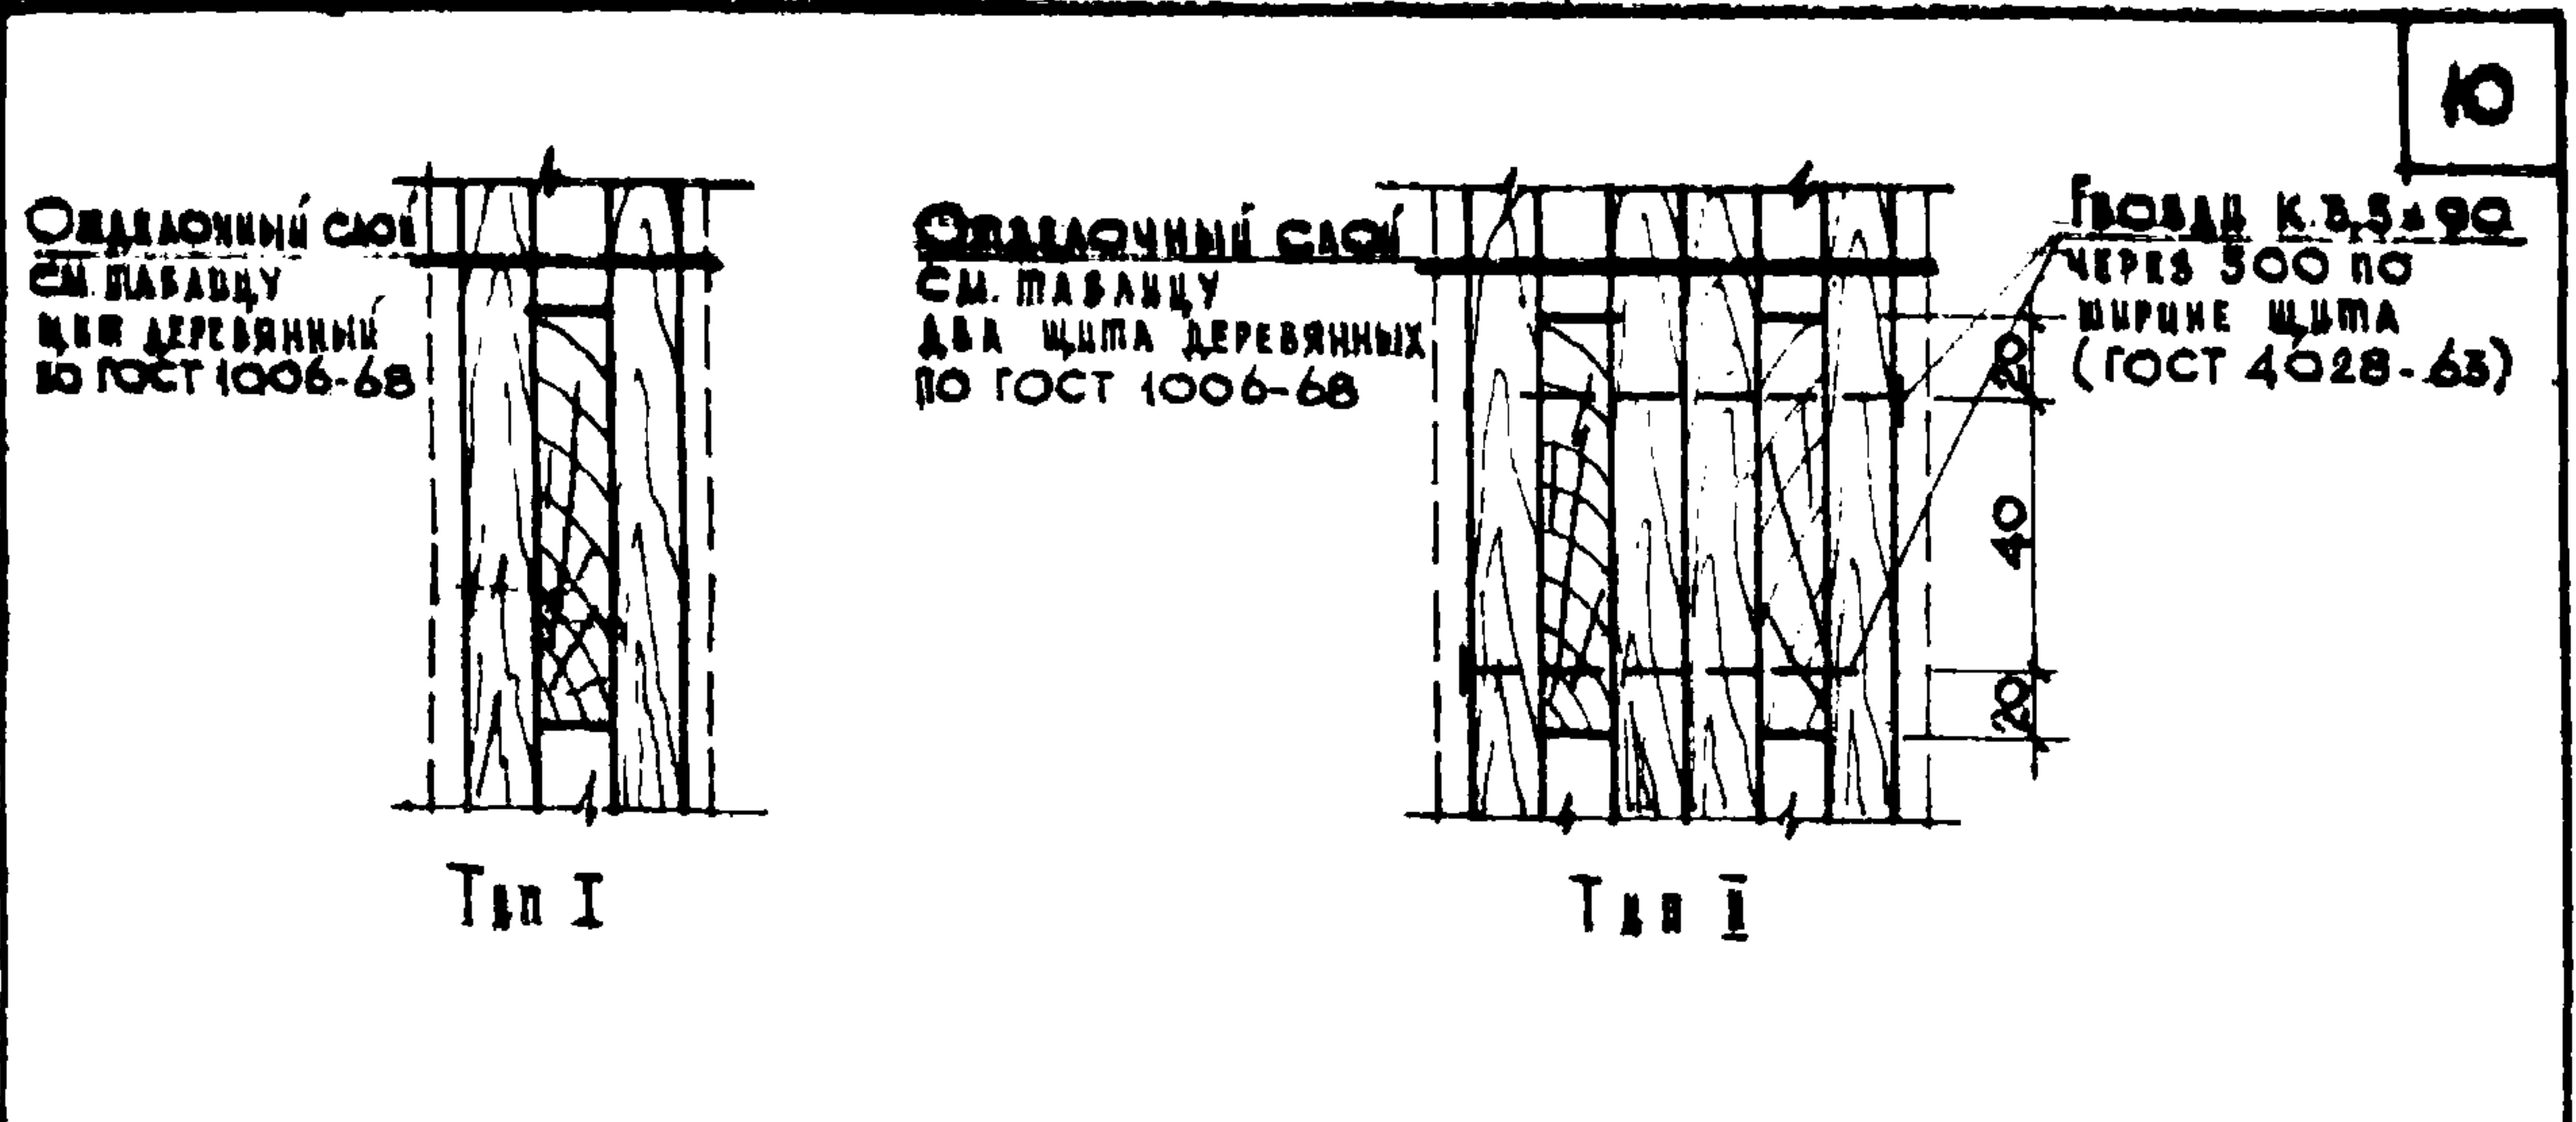 10
Отделочный слой
см. таблицу
щит деревянный
по ГОСТ 1006-68
Отделочный слой
см. таблицу
два щита деревянных
по ГОСТ 1006-68
Гвозди К 3,5×90
через 300 по
ширине щита
(ГОСТ 4028-63)
20
40
20
Тип I
Тип II